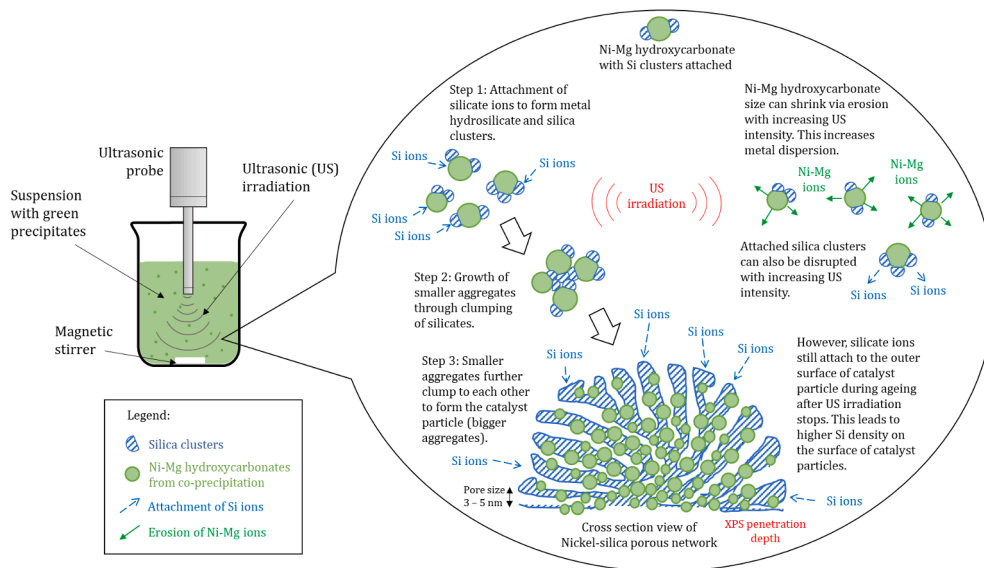 Ni-Mg hydroxycarbonate
with Si clusters attached
Step 1: Attachment of
silicate ions to form metal
hydrosilicate and silica
clusters.
Si ions
Si ions
Si ions
Si ions
US
irradiation
Ni-Mg hydroxycarbonate
size can shrink via erosion
with increasing US
intensity. This increases
metal dispersion.
Ni-Mg
ions
Ni-Mg
ions
Attached silica clusters
can also be disrupted
with increasing US
intensity.
Si ions
Si ions
Ultrasonic
probe
Ultrasonic (US)
irradiation
Suspension
with green
precipitates
Magnetic
stirrer
Step 2: Growth of
smaller aggregates
through clumping
of silicates.
Step 3: Smaller
aggregates further
clump to each other
to form the catalyst
particle (bigger
aggregates).
Si ions
Si ions
Si ions
Si ions
Si ions
Si ions
However, silicate ions
still attach to the outer
surface of catalyst
particle during ageing
after US irradiation
stops. This leads to
higher Si density on
the surface of catalyst
particles.
Pore size
3 – 5 nm
Cross section view of
Nickel-silica porous network
XPS penetration
depth
Legend:
Silica clusters
Ni-Mg hydroxycarbonates
from co-precipitation
Attachment of Si ions
Erosion of Ni-Mg ions